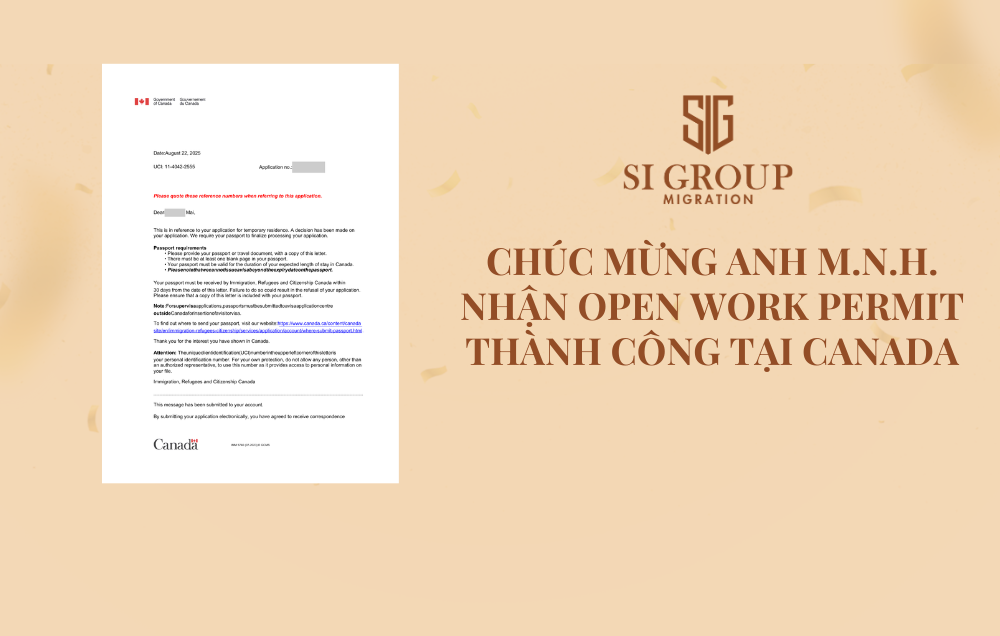 Government of Canada
Gouvernement du Canada
Date:August 22, 2025
UCI: 11-4342-2555
Application no.:
Please quote these reference numbers when referring to this application.
Dear Mai,
This is in reference to your application for temporary residence. A decision has been made on
your application. We require your passport to finalize processing your application.
Passport requirements
• Please provide your passport or travel document, with a copy of this letter.
• There must be at least one blank page in your passport.
• Your passport must be valid for the duration of your expected length of stay in Canada.
Your passport must be received by Immigration, Refugees and Citizenship Canada within
30 days from the date of this letter. Failure to do so could result in the refusal of your application.
Please ensure that a copy of this letter is included with your passport.
To find out where to send your passport, visit our website:
Thank you for the interest you have shown in Canada.
Attention:
your personal identification number. For your own protection, do not allow any person, other than
an authorized representative, to use this number as it provides access to personal information on
your file.
Immigration, Refugees and Citizenship Canada
This message has been submitted to your account.
By submitting your application electronically, you have agreed to receive correspondence
Canada
SIG
SI GROUP
MIGRATION
CHÚC MỪNG ANH M.N.H.
NHẬN OPEN WORK PERMIT
THÀNH CÔNG TẠI CANADA